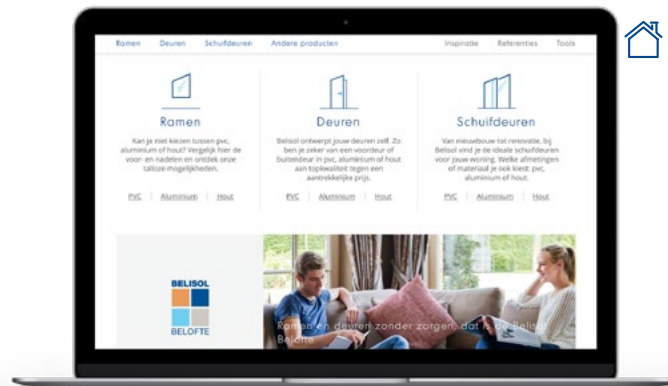 Ramen Deuren Schuifdeuren Andere producten Inspiratie Referenties Tools
Ramen
Kan je niet kiezen tussen pvc,
aluminium of hout? Vergelijk hier de
voor- en nadelen en ontdek onze
talloze mogelijkheden.
PVC | Aluminium | Hout
Deuren
Belisol ontwerpt jouw deuren zelf. Zo
ben je zeker van een voordeur of
buitendeur in pvc, aluminium of hout
aan topkwaliteit tegen een
aantrekkelijke prijs.
PVC | Aluminium | Hout
Schuifdeuren
Van nieuwbouw tot renovatie, bij
Belisol vind je de ideale schuifdeuren
voor jouw woning. Welke afmetingen
of materiaal je ook kiest: pvc,
aluminium of hout.
PVC | Aluminium | Hout
BELISOL
BELOFTE
Ramen en deuren zonder zorgen, dat is de Belisol
Belofte